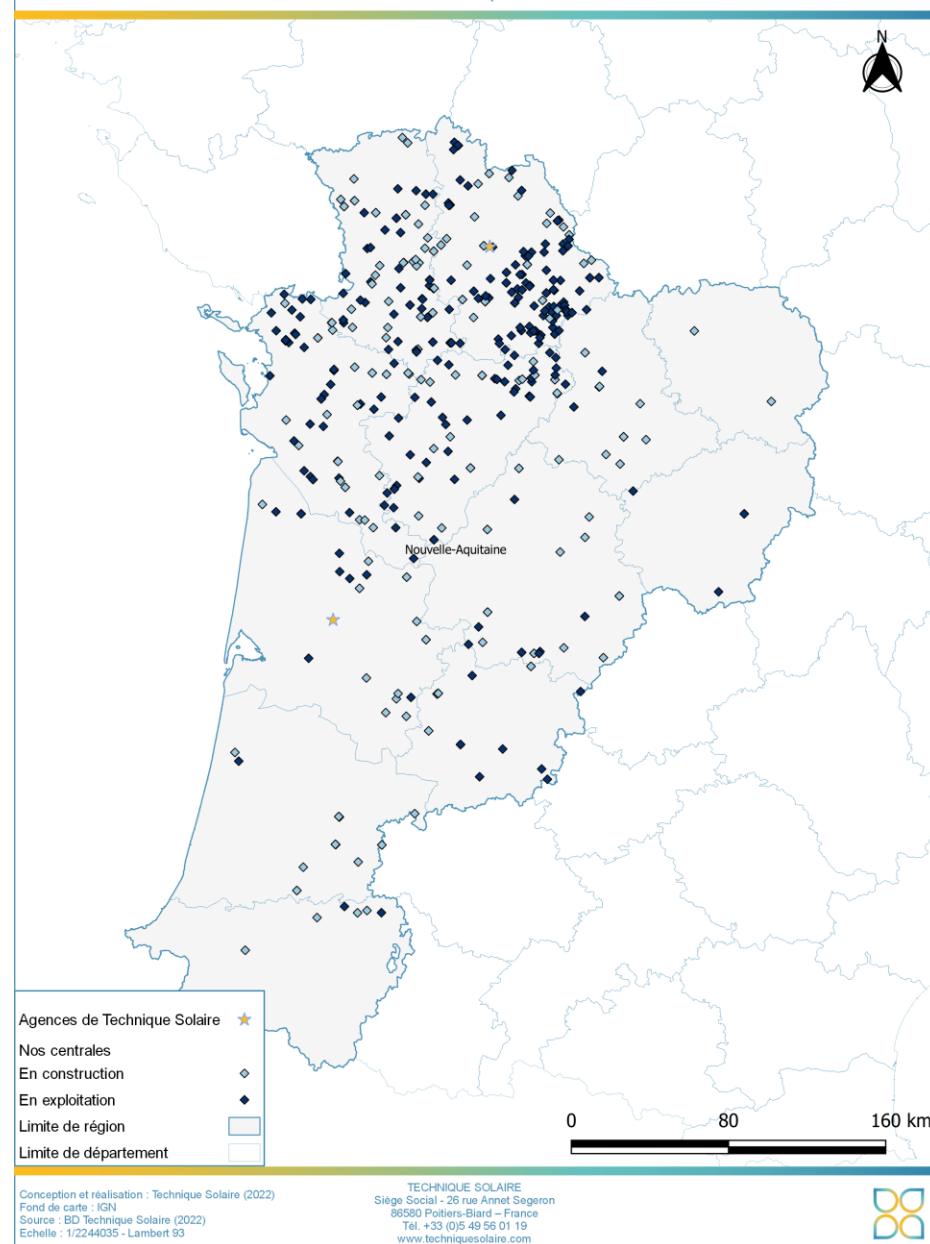 N
Nouvelle-Aquitaine
Agences de Technique Solaire
Nos centrales
En construction
En exploitation
Limite de région
Limite de département
0 80 160 km
Conception et réalisation : Technique Solaire (2022)
Fond de carte : IGN
Source : BD Technique Solaire (2022)
Echelle : 1/2244035 - Lambert 93
TECHNIQUE SOLAIRE
Siège Social - 26 rue Annet Segeron
86580 Poitiers-Biard – France
Tél. +33 (0)5 49 56 01 19
www.techniquesolaire.com